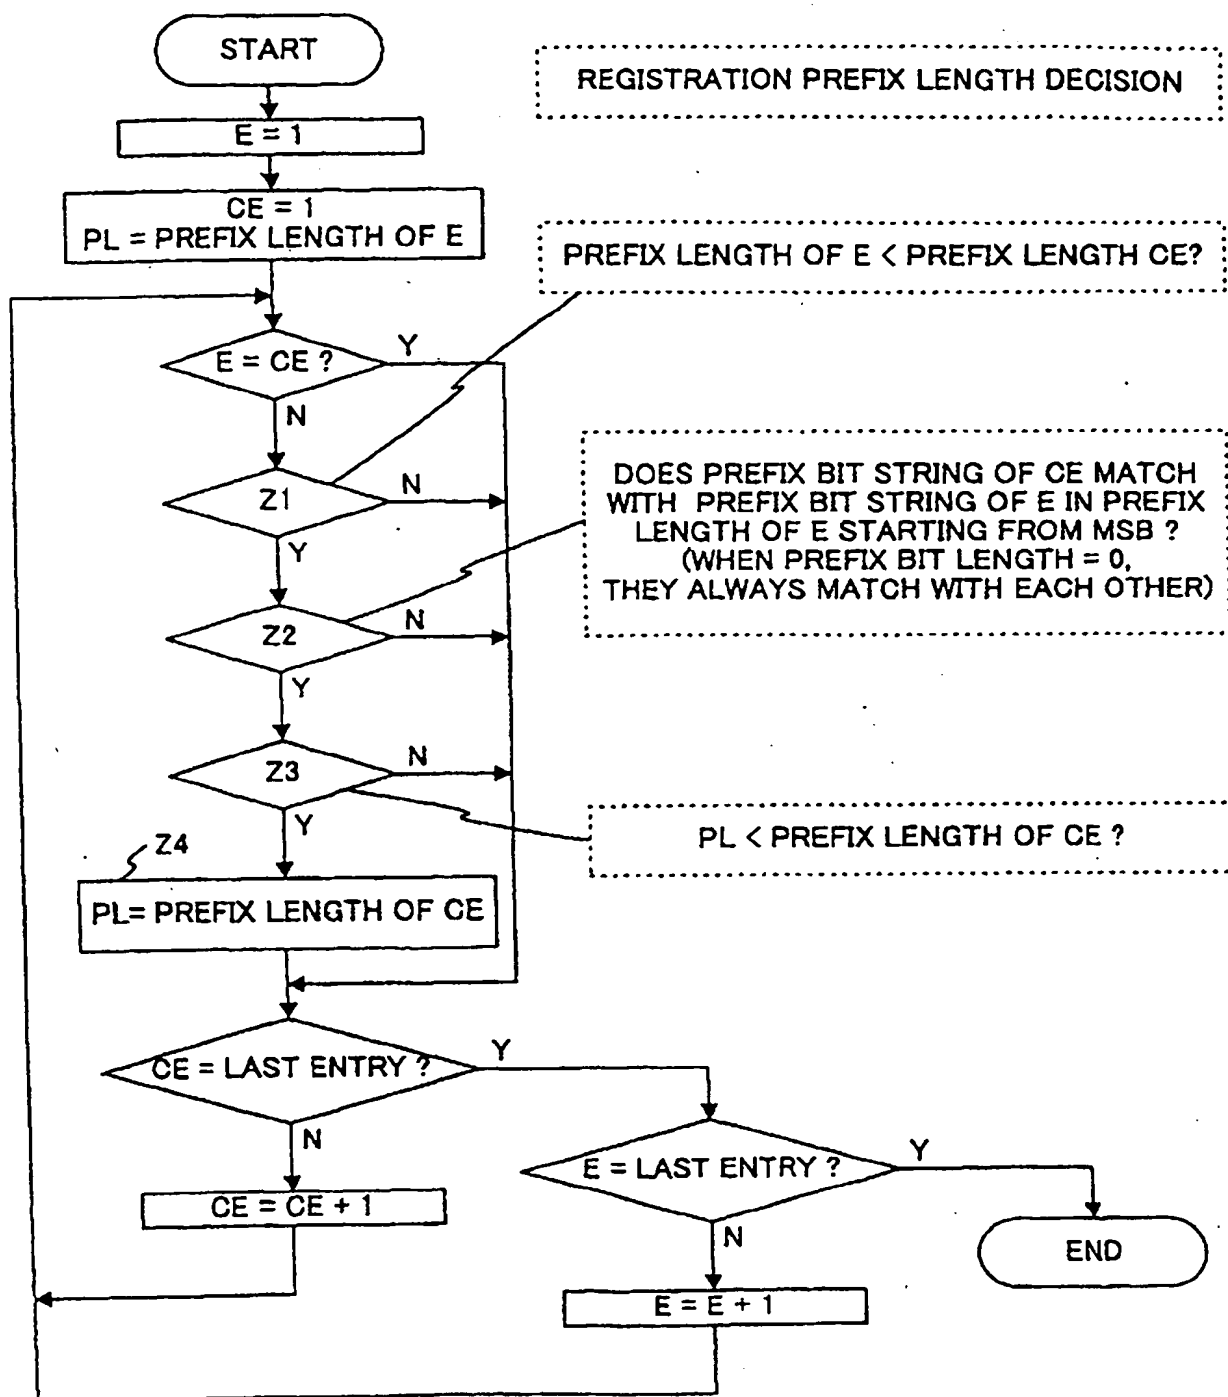 START
REGISTRATION PREFIX LENGTH DECISION
E = 1
CE = 1
PL = PREFIX LENGTH OF E
PREFIX LENGTH OF E < PREFIX LENGTH CE?
E = CE ?
Y
N
DOES PREFIX BIT STRING OF CE MATCH
WITH PREFIX BIT STRING OF E IN PREFIX
LENGTH OF E STARTING FROM MSB ?
(WHEN PREFIX BIT LENGTH = 0,
THEY ALWAYS MATCH WITH EACH OTHER)
Z1
N
Y
Z2
N
Y
Z3
N
Y
PL < PREFIX LENGTH OF CE ?
Z4
PL= PREFIX LENGTH OF CE
CE = LAST ENTRY ?
Y
N
E = LAST ENTRY ?
Y
N
CE = CE + 1
END
E = E + 1